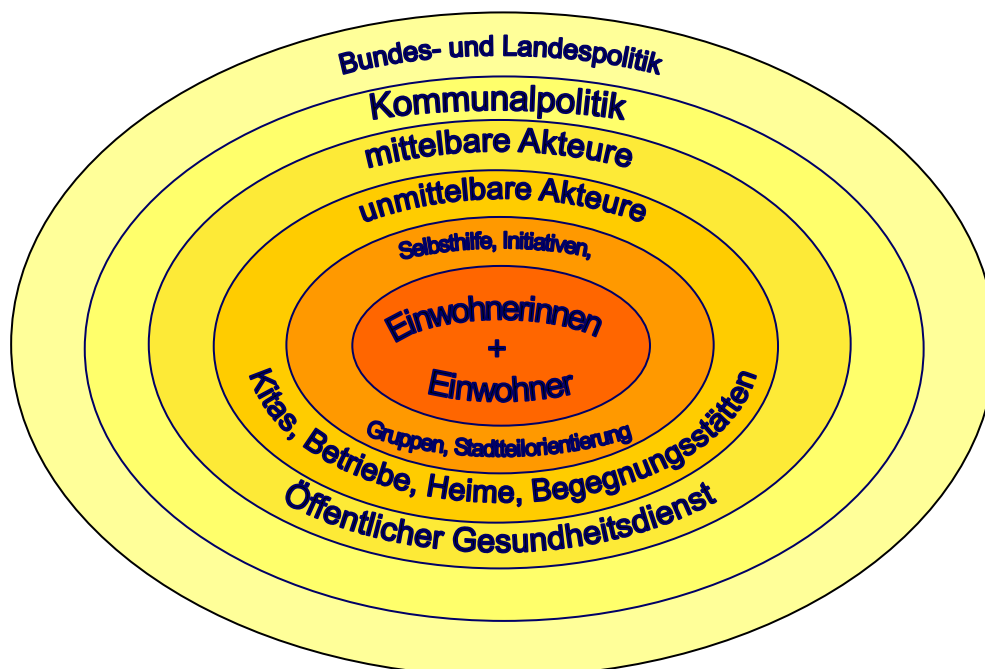 Bundes- und Landespolitik
Kommunalpolitik
mittelbare Akteure
unmittelbare Akteure
Selbsthilfe, Initiativen,
Einwohnerinnen
+
Einwohner
Gruppen, Stadtteilorientierung
Kitas, Betriebe, Heime, Begegnungsstätten
Öffentlicher Gesundheitsdienst